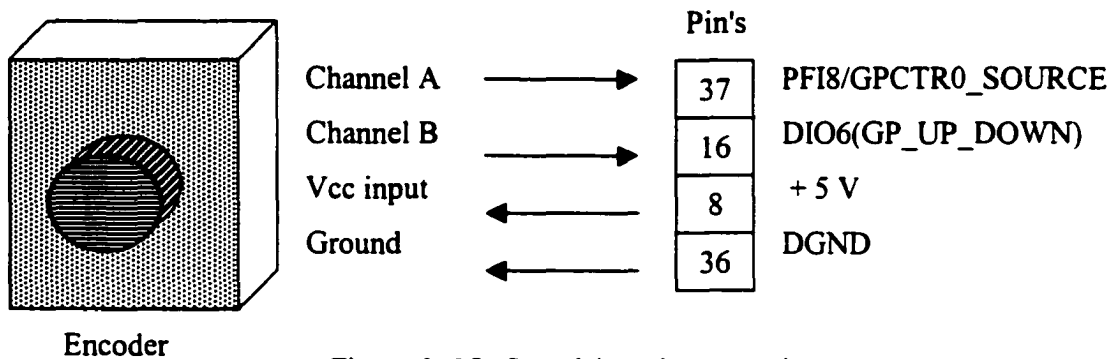 Pin's
Channel A 37 PFI8/GPCTR0_SOURCE
Channel B 16 DIO6(GP_UP_DOWN)
Vcc input 8 + 5 V
Ground 36 DGND
Encoder